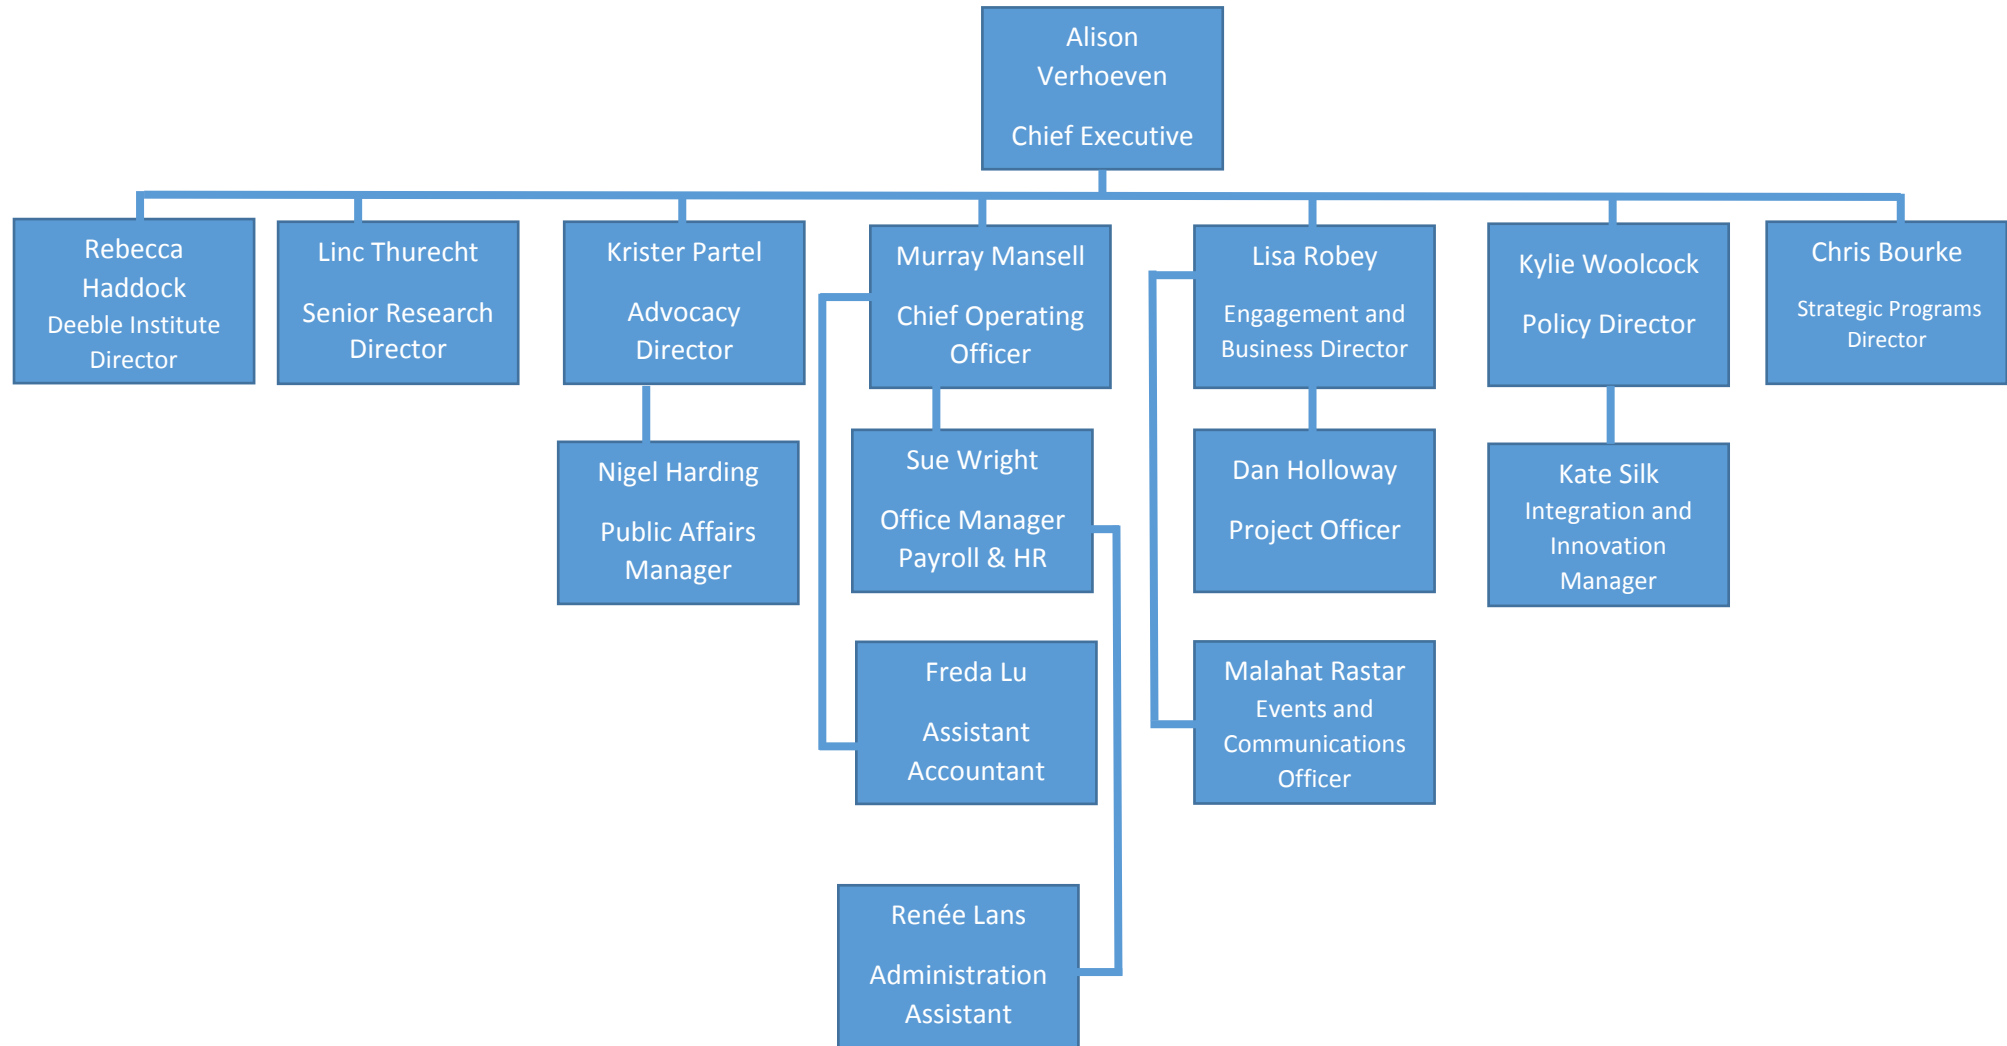 Alison
Verhoeven
Chief Executive
Rebecca
Haddock
Deeble Institute
Director
Linc Thurecht
Senior Research
Director
Krister Partel
Advocacy
Director
Murray Mansell
Chief Operating
Officer
Lisa Robey
Engagement and
Business Director
Kylie Woolcock
Policy Director
Chris Bourke
Strategic Programs
Director
Nigel Harding
Public Affairs
Manager
Sue Wright
Office Manager
Payroll & HR
Dan Holloway
Project Officer
Kate Silk
Integration and
Innovation
Manager
Freda Lu
Assistant
Accountant
Malahat Rastar
Events and
Communications
Officer
Renée Lans
Administration
Assistant